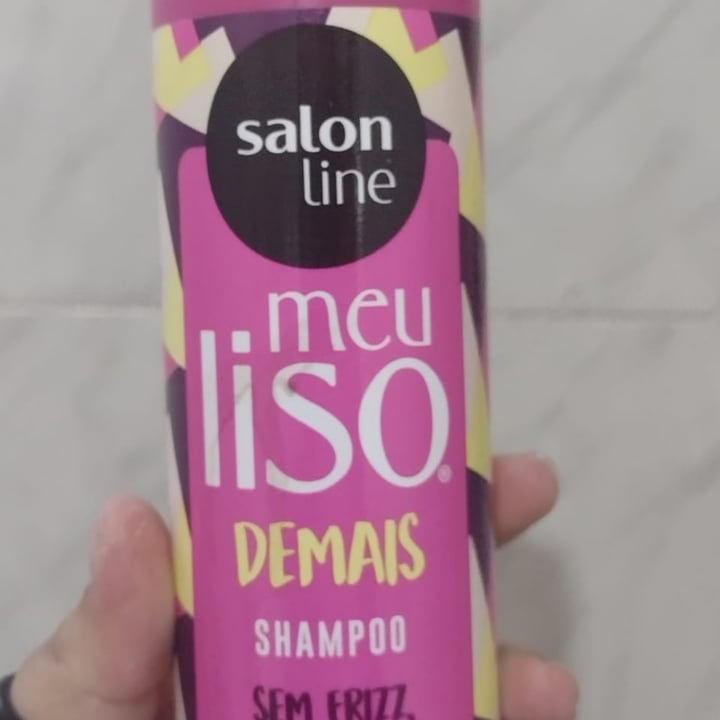 salon
line
meu
liso®
DEMAIS
SHAMPOO
SEM FRIZZ,